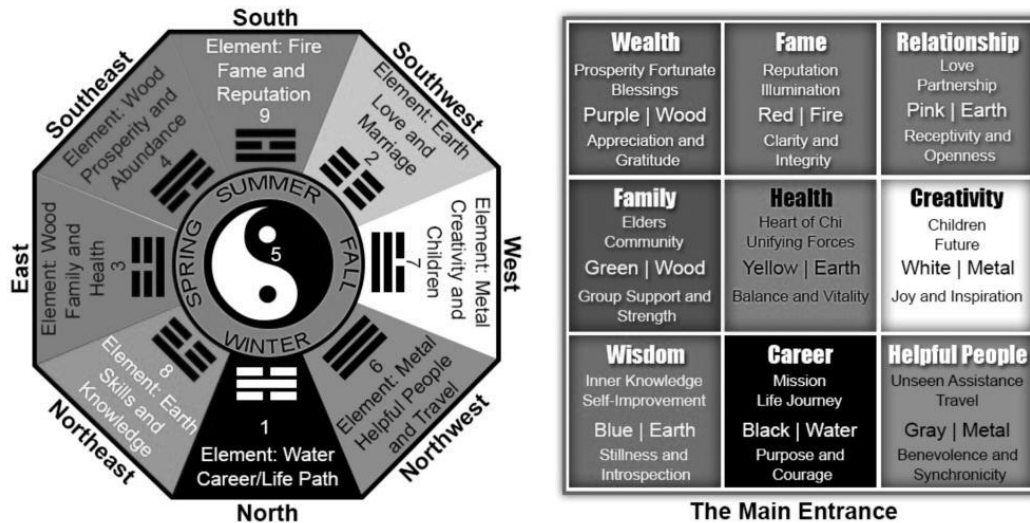 South
Element: Fire
Fame and
Reputation
9
Southwest
Element: Earth
Love and
Marriage
2
West
Element: Metal
Creativity and
Children
7
Northwest
Element: Metal
Helpful People
and Travel
6
North
1
Element: Water
Career/Life Path
Northeast
8
Element: Earth
Skills and
Knowledge
East
Element: Wood
Family and
Health
3
Southeast
Element: Wood
Prosperity and
Abundance
4
SUMMER
FALL
WINTER
SPRING
5
Wealth
Prosperity Fortunate
Blessings
Purple | Wood
Appreciation and
Gratitude
Fame
Reputation
Illumination
Red | Fire
Clarity and
Integrity
Relationship
Love
Partnership
Pink | Earth
Receptivity and
Openness
Family
Elders
Community
Green | Wood
Group Support and
Strength
Health
Heart of Chi
Unifying Forces
Yellow | Earth
Balance and Vitality
Creativity
Children
Future
White | Metal
Joy and Inspiration
Wisdom
Inner Knowledge
Self-Improvement
Blue | Earth
Stillness and
Introspection
Career
Mission
Life Journey
Black | Water
Purpose and
Courage
Helpful People
Unseen Assistance
Travel
Gray | Metal
Benevolence and
Synchronicity
The Main Entrance